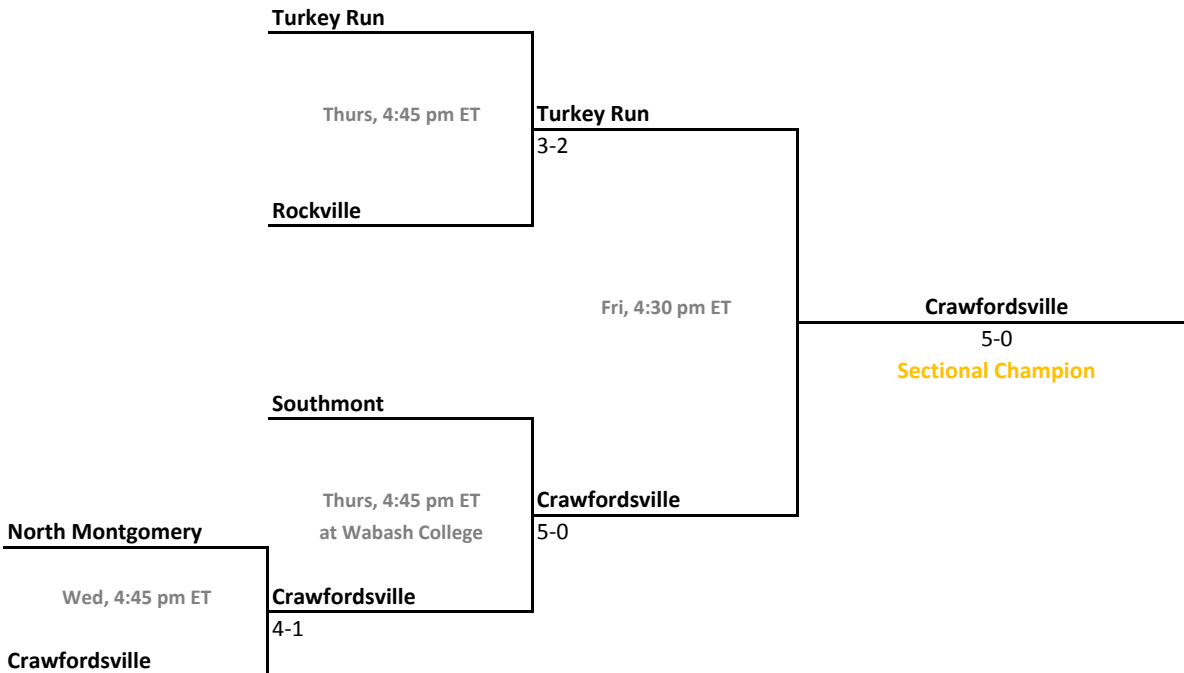 Turkey Run
Thurs, 4:45 pm ET
Turkey Run
3-2
Rockville
Fri, 4:30 pm ET
Crawfordsville
5-0
Sectional Champion
Southmont
Thurs, 4:45 pm ET
at Wabash College
Crawfordsville
5-0
North Montgomery
Wed, 4:45 pm ET
Crawfordsville
4-1
Crawfordsville